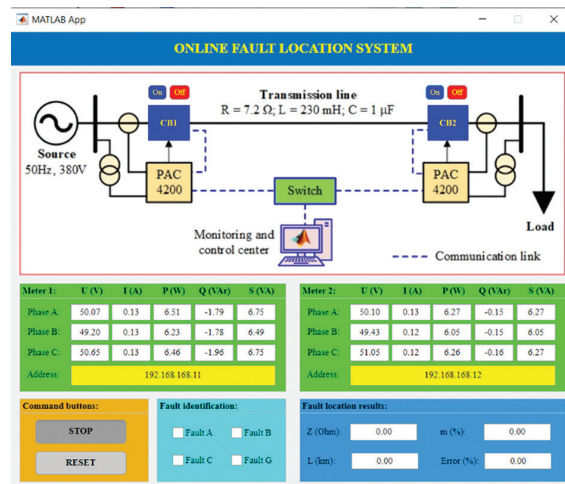 MATLAB App
ONLINE FAULT LOCATION SYSTEM
On Off
Transmission line
On Off
R = 7.2 Ω; L = 230 mH; C = 1 μF
CB1
CB2
Source
50Hz, 380V
PAC
4200
Switch
PAC
4200
Load
Monitoring and
control center
Communication link
Meter 1: U (V) I (A) P (W) Q (VAr) S (VA)
Phase A: 50.07 0.13 6.51 -1.79 6.75
Phase B: 49.20 0.13 6.23 -1.78 6.49
Phase C: 50.65 0.13 6.46 -1.96 6.75
Address: 192.168.168.11
Meter 2: U (V) I (A) P (W) Q (VAr) S (VA)
Phase A: 50.10 0.13 6.27 -0.15 6.27
Phase B: 49.43 0.12 6.05 -0.15 6.05
Phase C: 51.05 0.12 6.26 -0.16 6.27
Address: 192.168.168.12
Command buttons:
STOP
RESET
Fault identification:
Fault A Fault B
Fault C Fault G
Fault location results:
Z (Ohm): 0.00 m (%): 0.00
L (km): 0.00 Error (%): 0.00